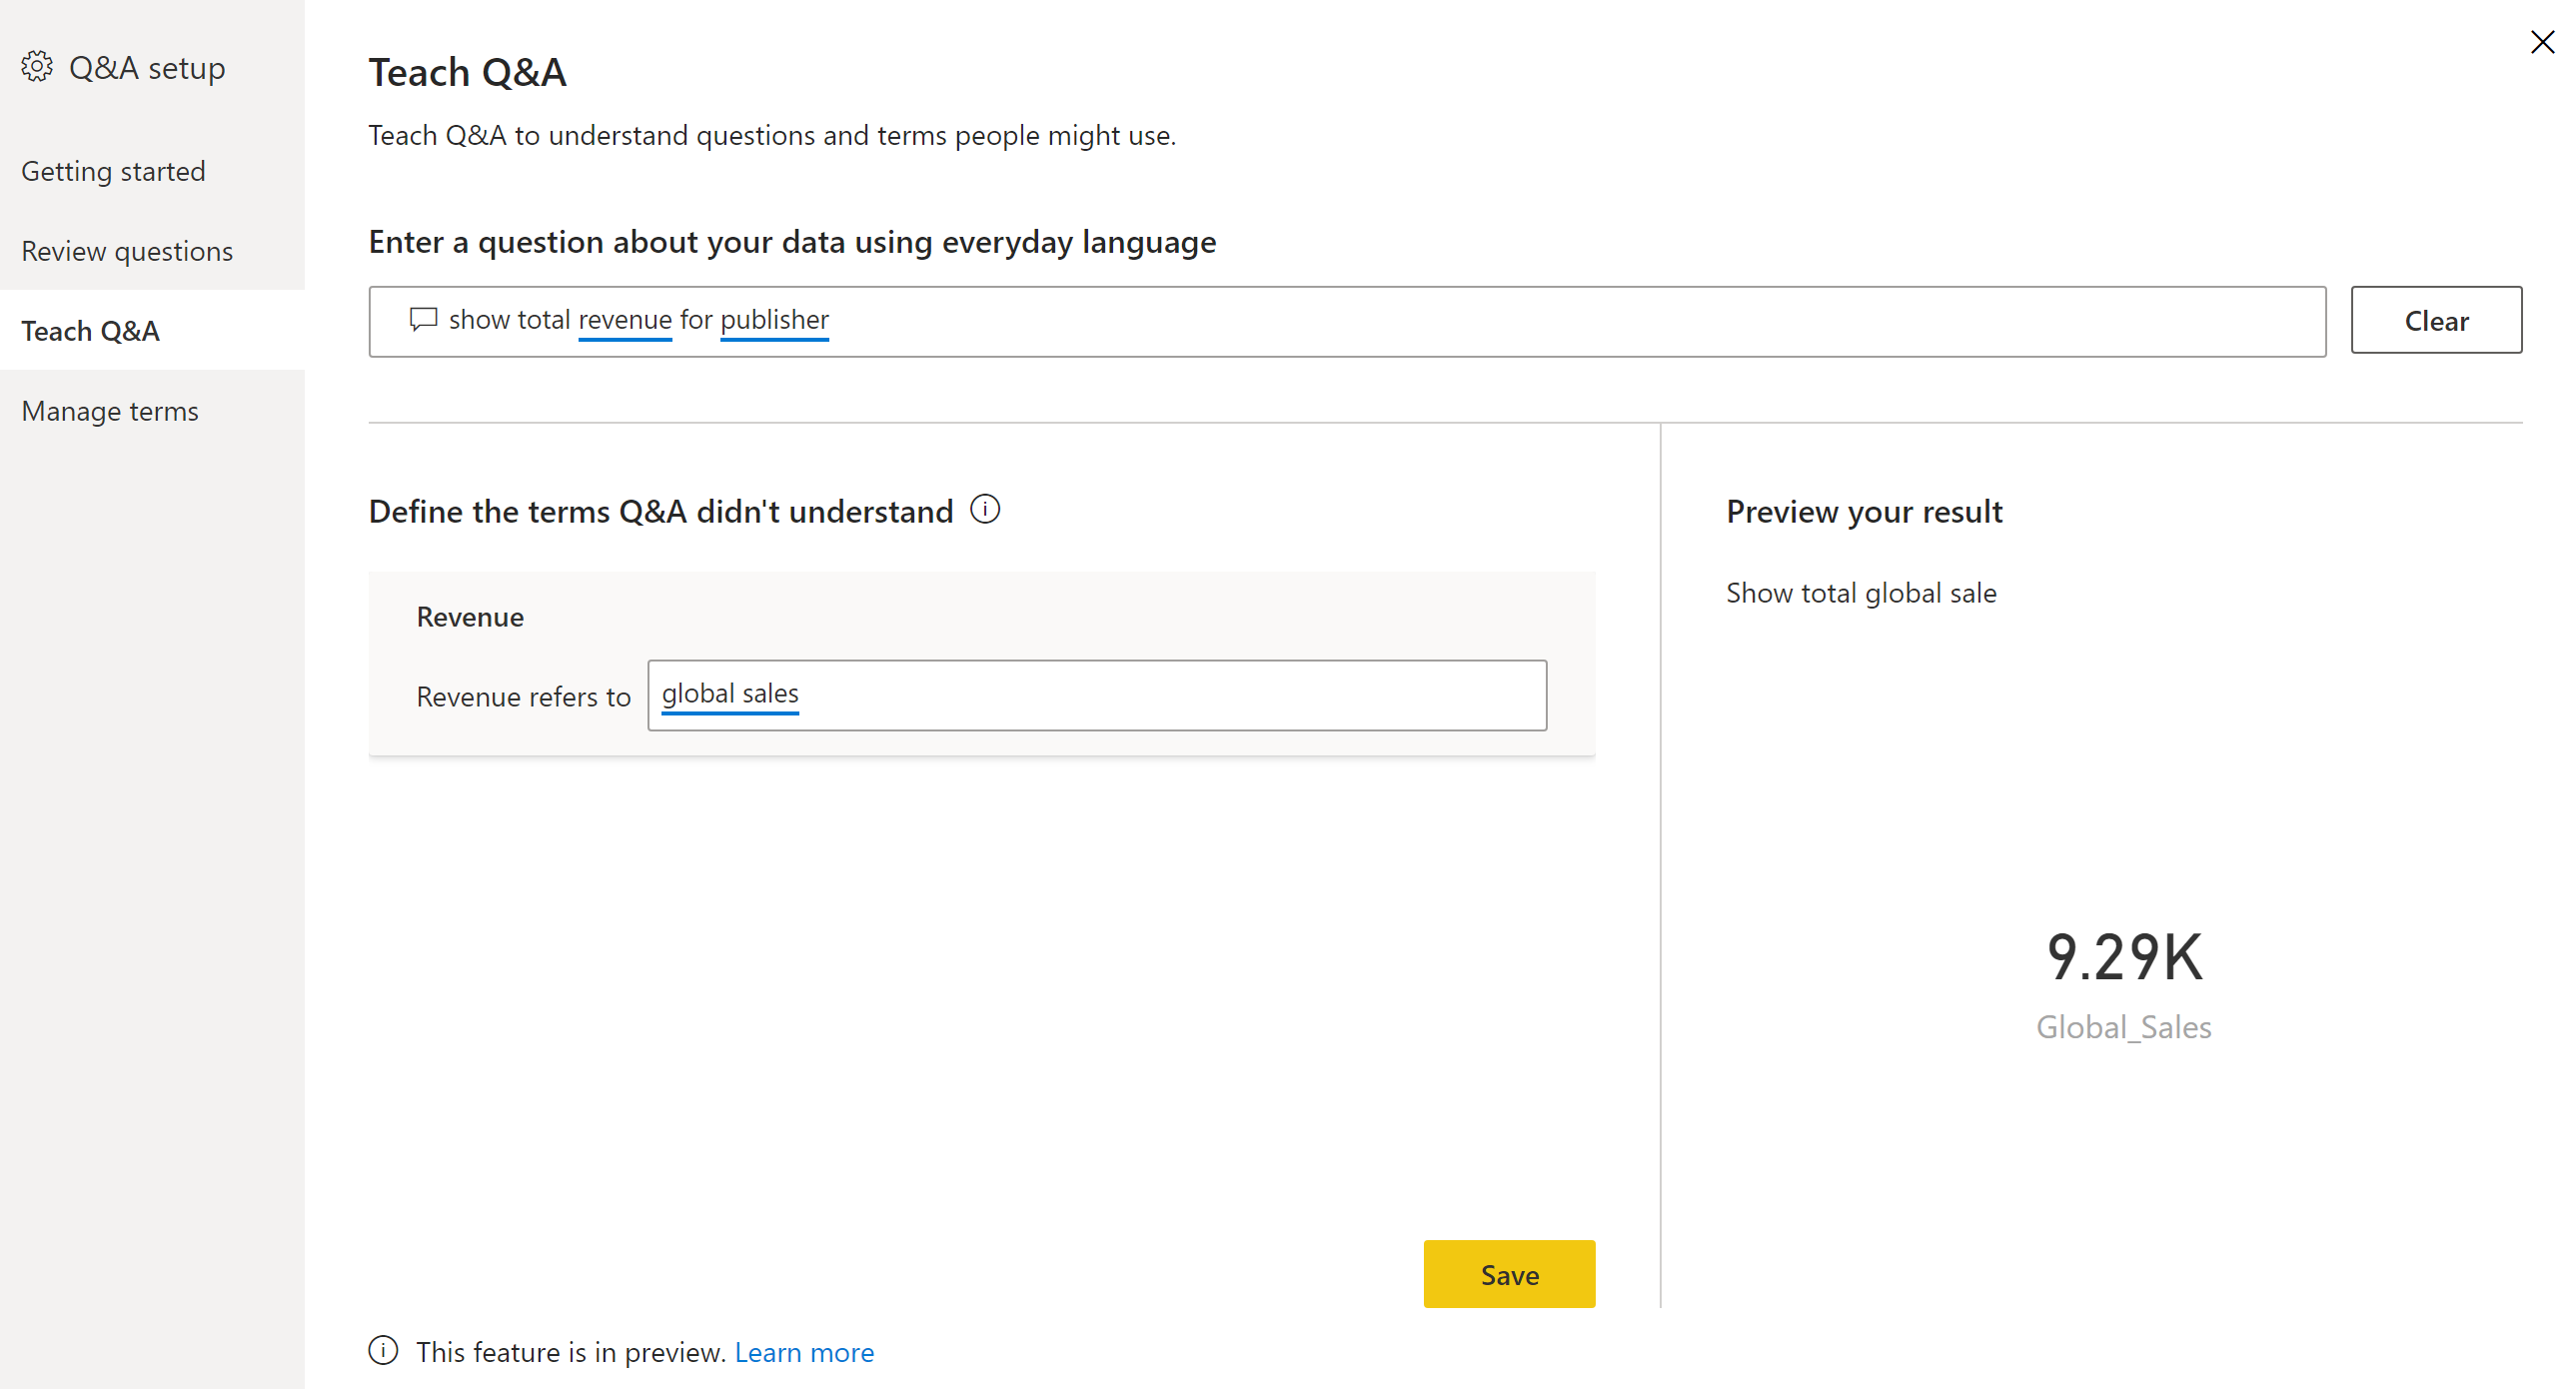 Q&A setup
Getting started
Review questions
Teach Q&A
Manage terms
Teach Q&A
Teach Q&A to understand questions and terms people might use.
Enter a question about your data using everyday language
show total revenue for publisher
Clear
Define the terms Q&A didn't understand
Revenue
Revenue refers to global sales
Save
Preview your result
Show total global sale
9.29K
Global_Sales
This feature is in preview. Learn more